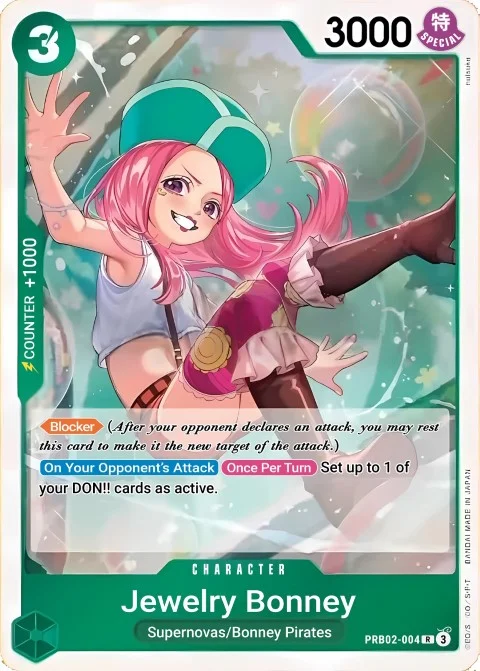 3
3000
特
SPECIAL
COUNTER +1000
Blocker (After your opponent declares an attack, you may rest
this card to make it the new target of the attack.)
On Your Opponent's Attack Once Per Turn Set up to 1 of
your DON!! cards as active.
CHARACTER
Jewelry Bonney
Supernovas/Bonney Pirates
PRB02-004 R 3
BANDAI MADE IN JAPAN